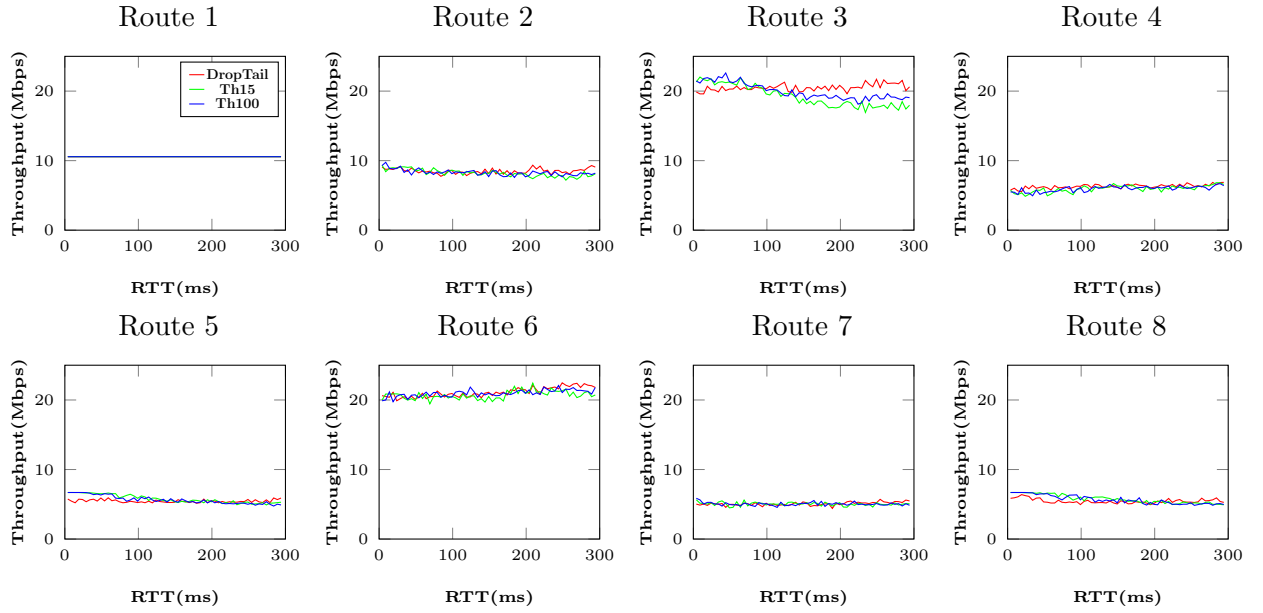 Route 1
Route 2
Route 3
Route 4
Throughput(Mbps)
20
10
0
0
100
200
300
RTT(ms)
DropTail
Th15
Th100
Throughput(Mbps)
20
10
0
0
100
200
300
RTT(ms)
Throughput(Mbps)
20
10
0
0
100
200
300
RTT(ms)
Throughput(Mbps)
20
10
0
0
100
200
300
RTT(ms)
Route 5
Route 6
Route 7
Route 8
Throughput(Mbps)
20
10
0
0
100
200
300
RTT(ms)
Throughput(Mbps)
20
10
0
0
100
200
300
RTT(ms)
Throughput(Mbps)
20
10
0
0
100
200
300
RTT(ms)
Throughput(Mbps)
20
10
0
0
100
200
300
RTT(ms)